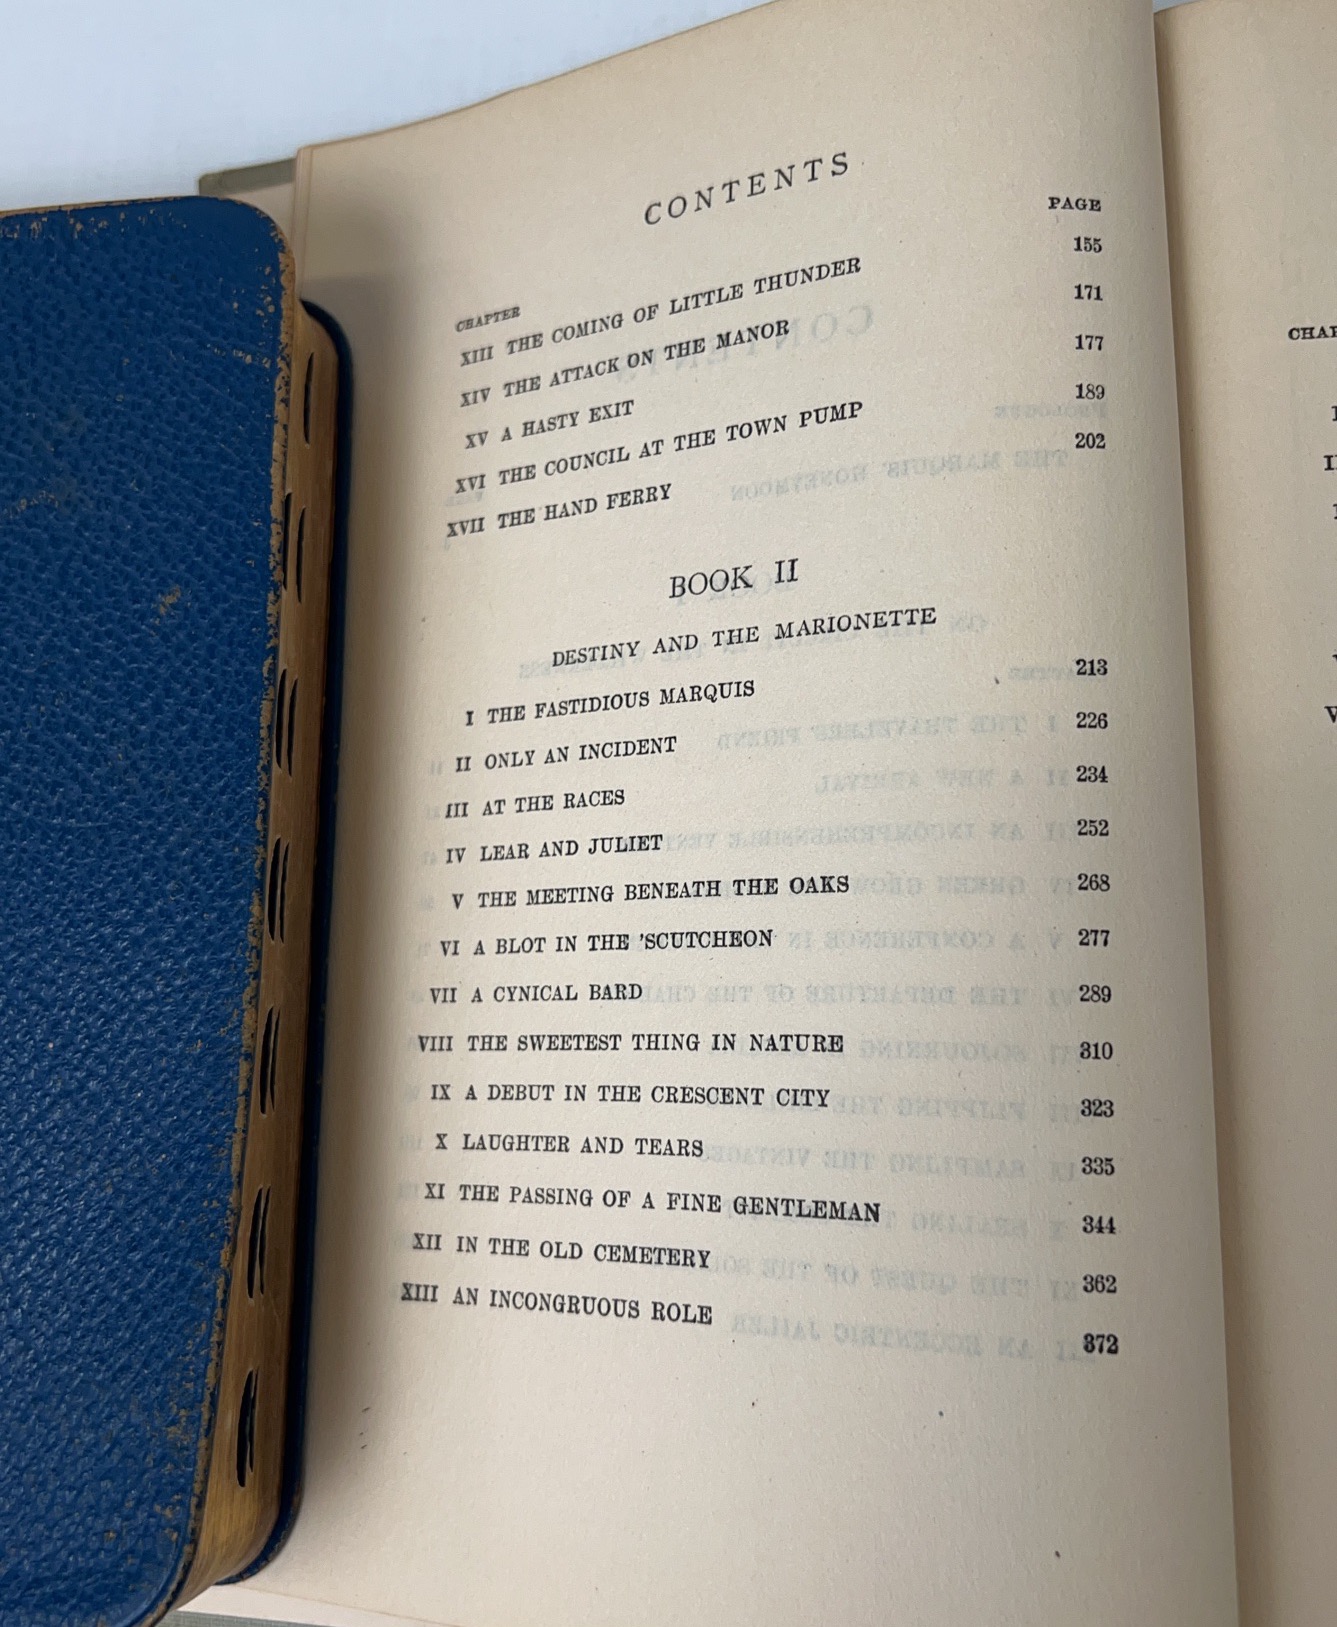 CONTENTS
CHAPTER PAGE
XIII THE COMING OF LITTLE THUNDER 155
XIV THE ATTACK ON THE MANOR 171
XV A HASTY EXIT 177
XVI THE COUNCIL AT THE TOWN PUMP 189
XVII THE HAND FERRY 202
BOOK II
DESTINY AND THE MARIONETTE
I THE FASTIDIOUS MARQUIS 213
II ONLY AN INCIDENT 226
III AT THE RACES 234
IV LEAR AND JULIET 252
V THE MEETING BENEATH THE OAKS 268
VI A BLOT IN THE 'SCUTCHEON 277
VII A CYNICAL BARD 289
VIII THE SWEETEST THING IN NATURE 310
IX A DEBUT IN THE CRESCENT CITY 323
X LAUGHTER AND TEARS 335
XI THE PASSING OF A FINE GENTLEMAN 344
XII IN THE OLD CEMETERY 362
XIII AN INCONGRUOUS ROLE 372